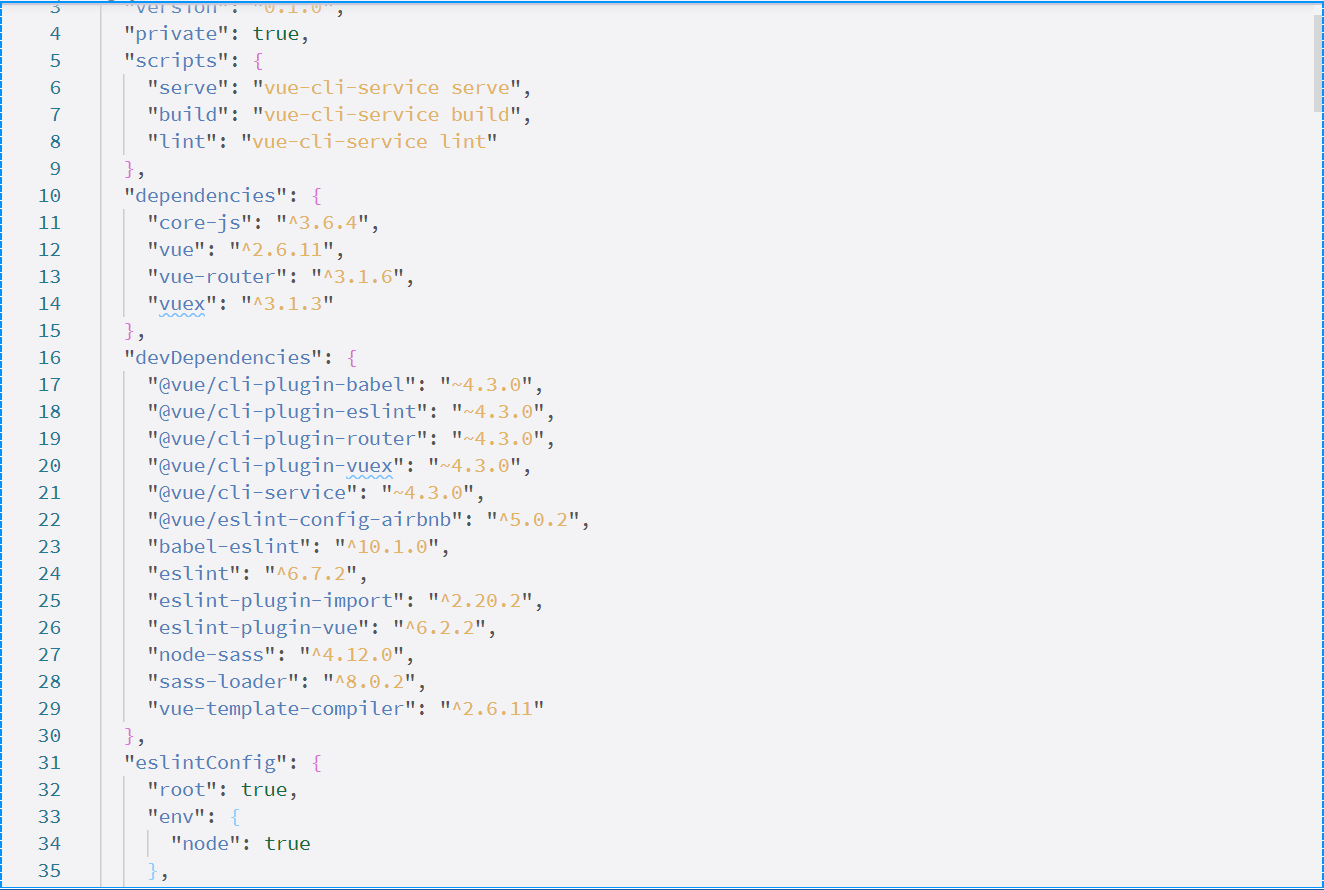 3 "version": "0.1.0",
4 "private": true,
5 "scripts": {
6 "serve": "vue-cli-service serve",
7 "build": "vue-cli-service build",
8 "lint": "vue-cli-service lint"
9 },
10 "dependencies": {
11 "core-js": "^3.6.4",
12 "vue": "^2.6.11",
13 "vue-router": "^3.1.6",
14 "vuex": "^3.1.3"
15 },
16 "devDependencies": {
17 "@vue/cli-plugin-babel": "~4.3.0",
18 "@vue/cli-plugin-eslint": "~4.3.0",
19 "@vue/cli-plugin-router": "~4.3.0",
20 "@vue/cli-plugin-vuex": "~4.3.0",
21 "@vue/cli-service": "~4.3.0",
22 "@vue/eslint-config-airbnb": "^5.0.2",
23 "babel-eslint": "^10.1.0",
24 "eslint": "^6.7.2",
25 "eslint-plugin-import": "^2.20.2",
26 "eslint-plugin-vue": "^6.2.2",
27 "node-sass": "^4.12.0",
28 "sass-loader": "^8.0.2",
29 "vue-template-compiler": "^2.6.11"
30 },
31 "eslintConfig": {
32 "root": true,
33 "env": {
34 "node": true
35 },